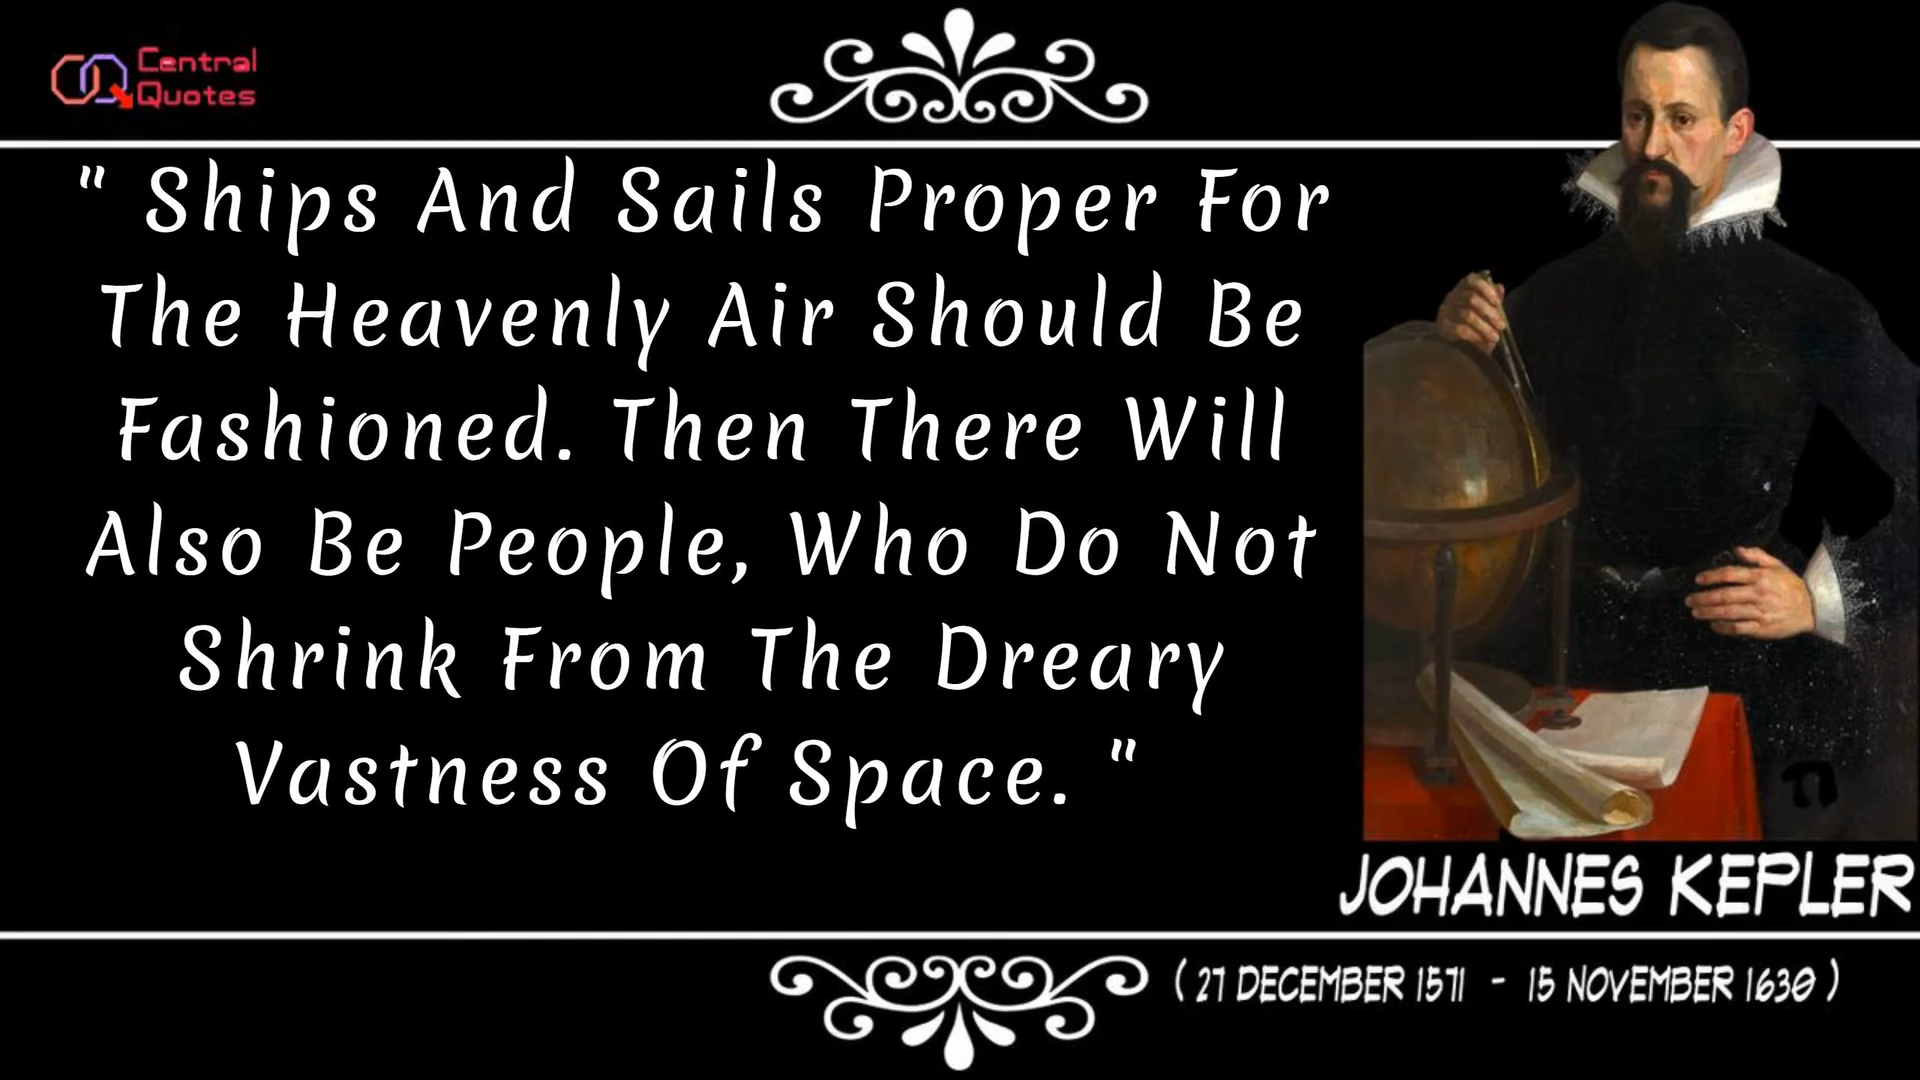 Central
Quotes
" Ships And Sails Proper For
The Heavenly Air Should Be
Fashioned. Then There Will
Also Be People, Who Do Not
Shrink From The Dreary
Vastness Of Space. "
JOHANNES KEPLER
( 27 DECEMBER 1571 - 15 NOVEMBER 1630 )